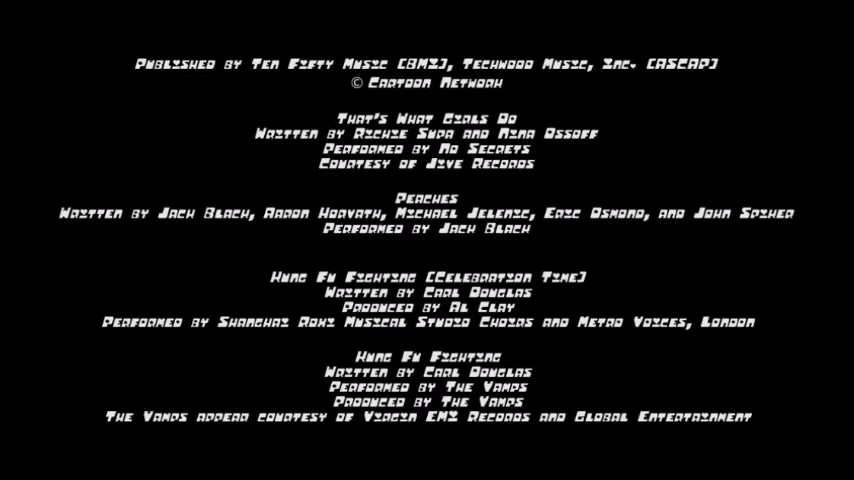 Published by Ten Fifty Music (BMI), Techwood Music, Inc. (ASCAP)
© Cartoon Network
That's What Girls Do
Written by Richie Supa and Nina Ossoff
Performed by No Secrets
Courtesy of Jive Records
Peaches
Written by Jack Black, Aaron Horvath, Michael Jelenic, Eric Osmond, and John Spiker
Performed by Jack Black
Kung Fu Fighting (Celebration Time)
Written by Carl Douglas
Produced by Al Clay
Performed by Shanghai Roxi Musical Studio Choirs and Metro Voices, London
Kung Fu Fighting
Written by Carl Douglas
Performed by The Vamps
Produced by The Vamps
The Vamps appear courtesy of Virgin EMI Records and Global Entertainment